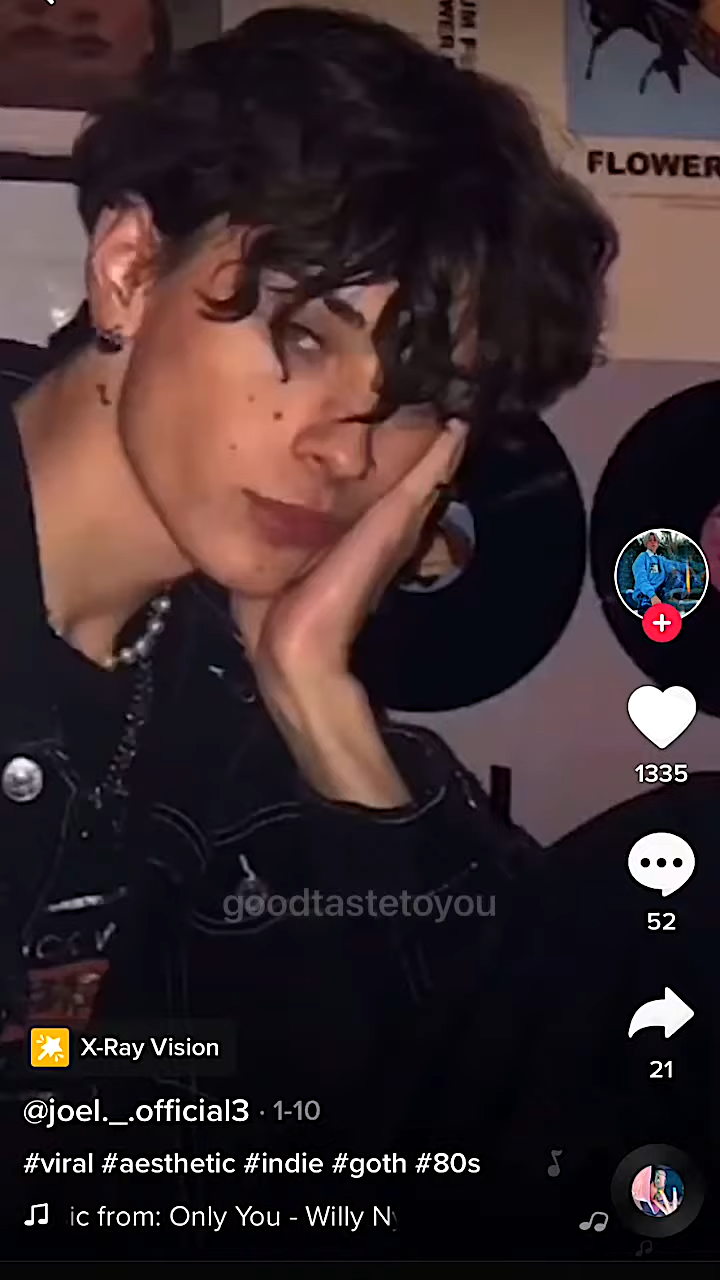 FLOWER
1335
goodtastetoyou
52
21
X-Ray Vision
@joel._.official3 · 1-10
#viral #aesthetic #indie #goth #80s
ic from: Only You - Willy N